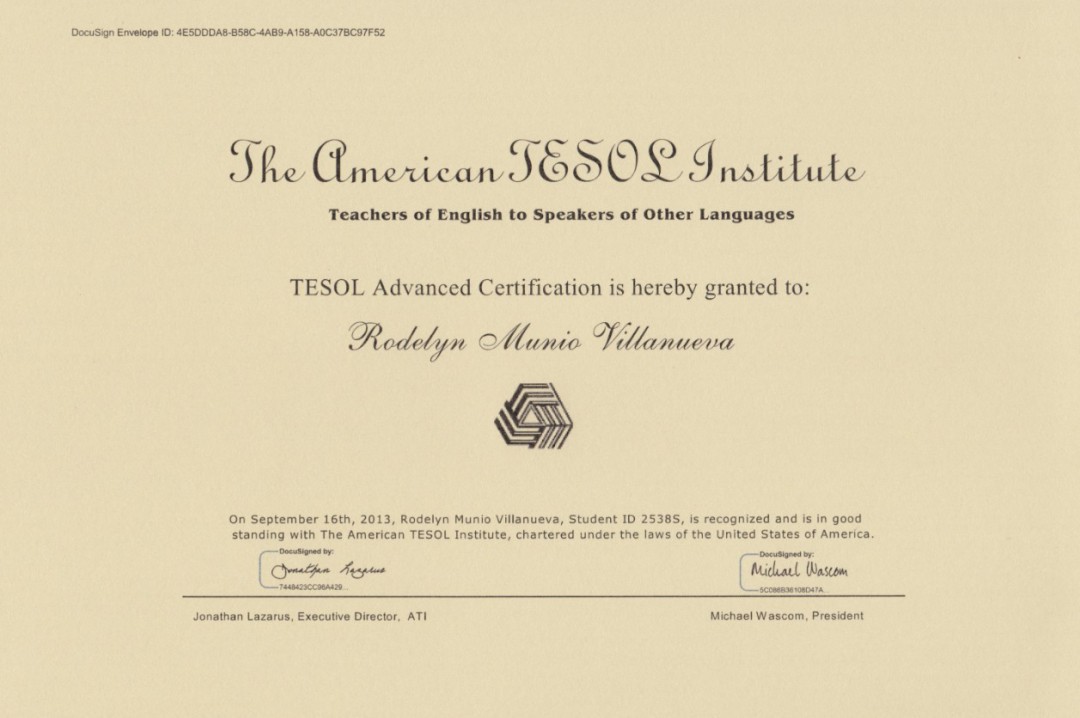 DocuSign Envelope ID: 4E5DDDA8-B58C-4AB9-A158-A0C37BC97F52
The American TESOL Institute
Teachers of English to Speakers of Other Languages
TESOL Advanced Certification is hereby granted to:
Rodelyn Munio Villanueva
On September 16th, 2013, Rodelyn Munio Villanueva, Student ID 2538S, is recognized and is in good
standing with The American TESOL Institute, chartered under the laws of the United States of America.
DocuSigned by: DocuSigned by:
Jonathan Lazarus Michael Wascom
7448423CC96A429... 5C086B36108D47A...
Jonathan Lazarus, Executive Director, ATI Michael Wascom, President